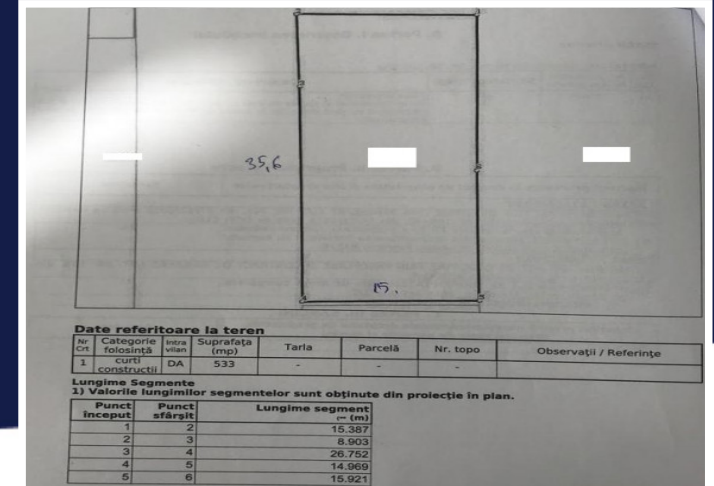 35,6
15.
Date referitoare la teren
Nr Crt Categorie folosință Intra vilan Suprafața (mp) Tarla Parcelă Nr. topo Observații / Referințe
1 curti constructii DA 533 - - -
Lungime Segmente
1) Valorile lungimilor segmentelor sunt obținute din proiecție în plan.
Punct început Punct sfârșit Lungime segment (m)
1 2 15.387
2 3 8.903
3 4 26.752
4 5 14.969
5 6 15.921